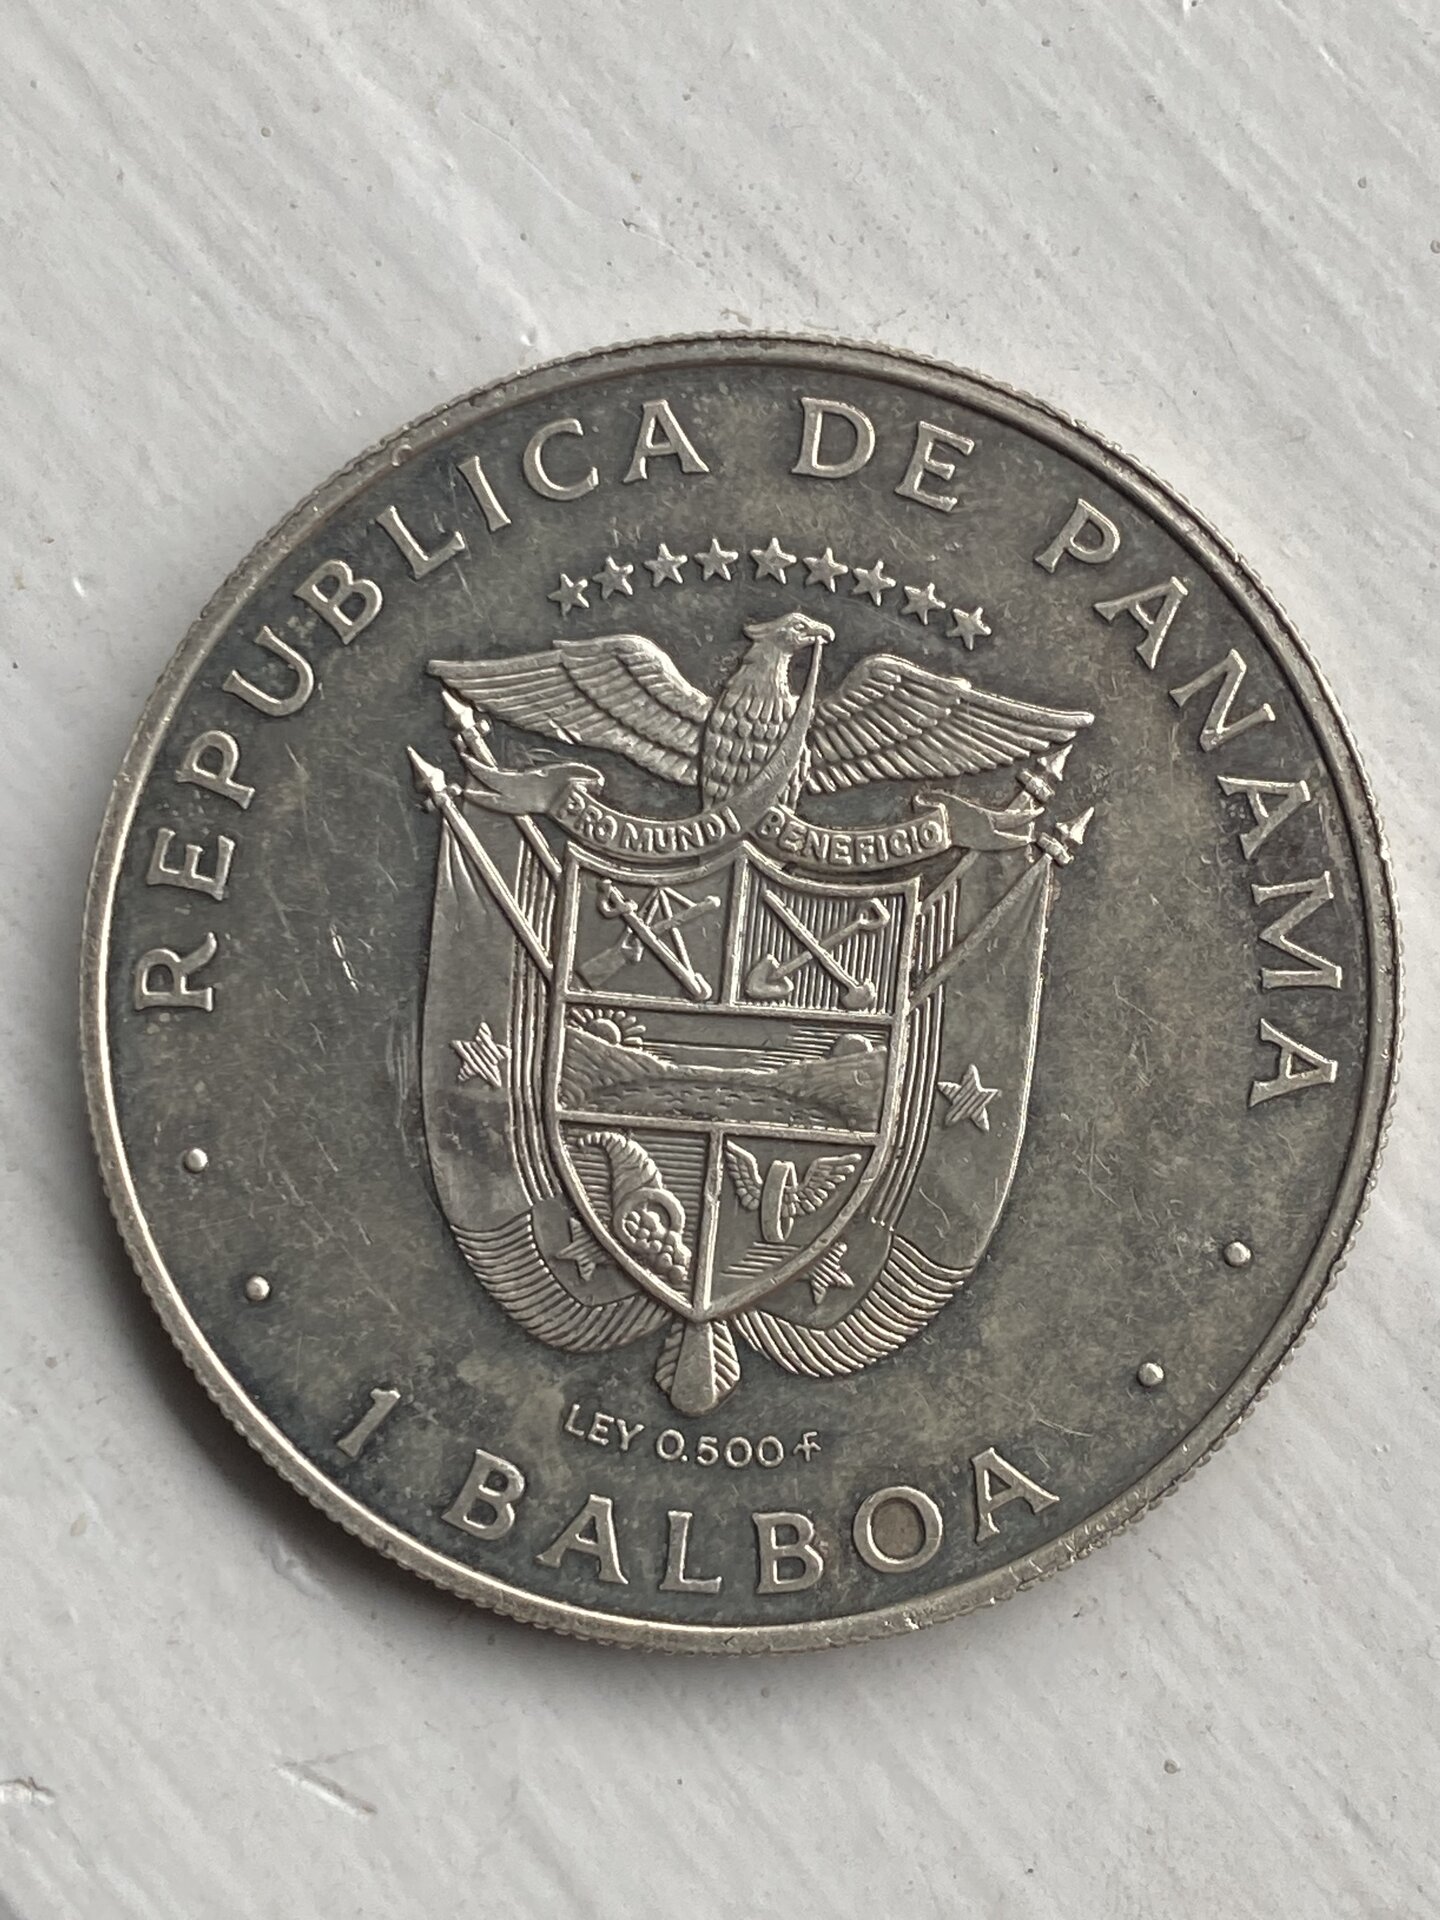 REPUBLICA DE PANAMA
PRO MUNDI BENEFICIO
LEY 0.500 f
1 BALBOA